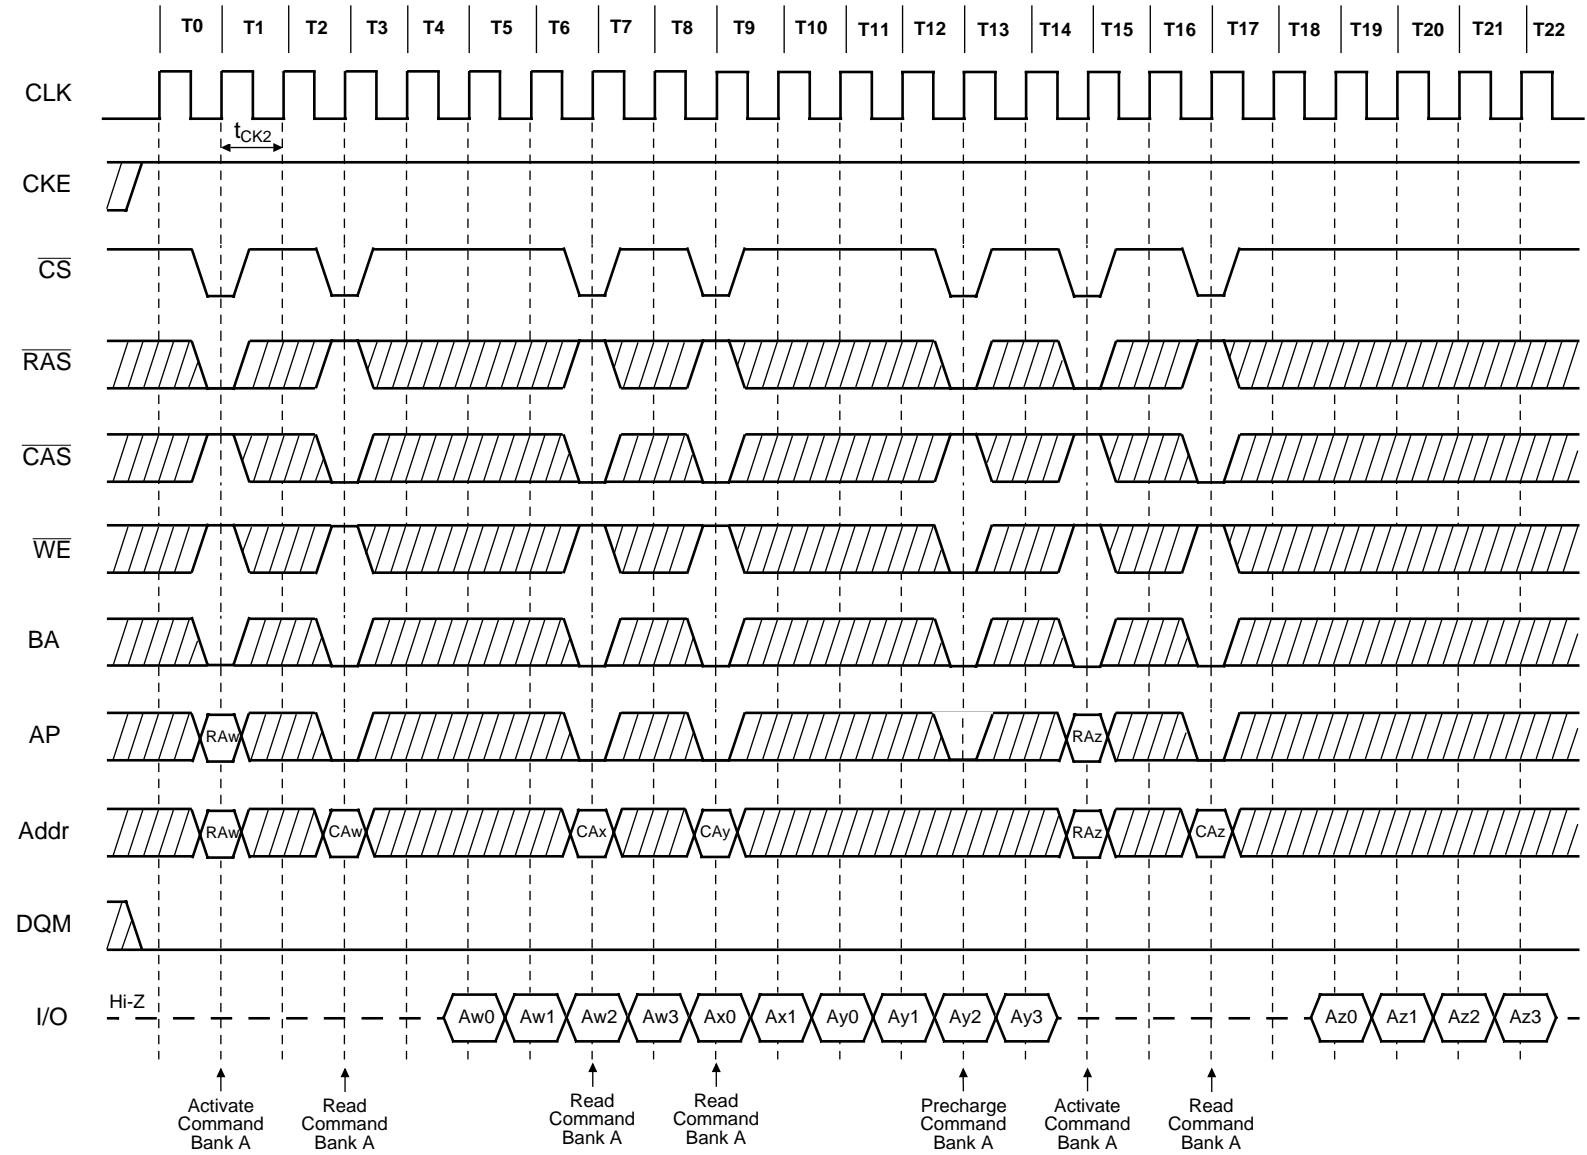 T0 T1 T2 T3 T4 T5 T6 T7 T8 T9 T10 T11 T12 T13 T14 T15 T16 T17 T18 T19 T20 T21 T22
CLK
tCK2
CKE
CS
RAS
CAS
WE
BA
AP RAw RAz
Addr RAw CAw CAx CAy RAz CAz
DQM
Hi-Z
I/O Aw0 Aw1 Aw2 Aw3 Ax0 Ax1 Ay0 Ay1 Ay2 Ay3 Az0 Az1 Az2 Az3
Activate
Command
Bank A
Read
Command
Bank A
Read
Command
Bank A
Read
Command
Bank A
Precharge
Command
Bank A
Activate
Command
Bank A
Read
Command
Bank A